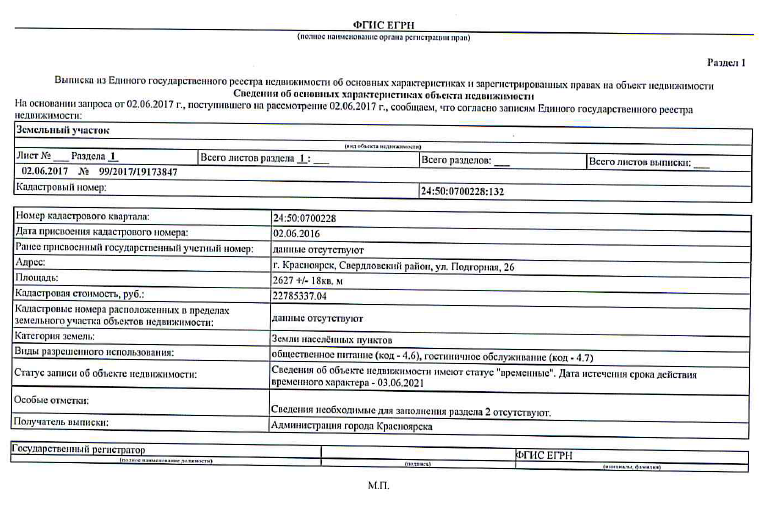 ФГИС ЕГРН
(полное наименование органа регистрации прав)
Раздел 1
Выписка из Единого государственного реестра недвижимости об основных характеристиках и зарегистрированных правах на объект недвижимости
Сведения об основных характеристиках объекта недвижимости
На основании запроса от 02.06.2017 г., поступившего на рассмотрение 02.06.2017 г., сообщаем, что согласно записям Единого государственного реестра
недвижимости:
Земельный участок
(вид объекта недвижимости)
Лист № ___ Раздела 1 Всего листов раздела 1 : ___ Всего разделов: ___ Всего листов выписки: ___
02.06.2017 № 99/2017/19173847
Кадастровый номер: 24:50:0700228:132
Номер кадастрового квартала: 24:50:0700228
Дата присвоения кадастрового номера: 02.06.2016
Ранее присвоенный государственный учетный номер: данные отсутствуют
Адрес: г. Красноярск, Свердловский район, ул. Подгорная, 26
Площадь: 2627 +/- 18кв. м
Кадастровая стоимость, руб.: 22785337.04
Кадастровые номера расположенных в пределах
земельного участка объектов недвижимости: данные отсутствуют
Категория земель: Земли населённых пунктов
Виды разрешенного использования: общественное питание (код - 4.6), гостиничное обслуживание (код - 4.7)
Статус записи об объекте недвижимости: Сведения об объекте недвижимости имеют статус "временные". Дата истечения срока действия
временного характера - 03.06.2021
Особые отметки: Сведения необходимые для заполнения раздела 2 отсутствуют.
Получатель выписки: Администрация города Красноярска
Государственный регистратор ФГИС ЕГРН
(полное наименование должности) (подпись) (инициалы, фамилия)
М.П.